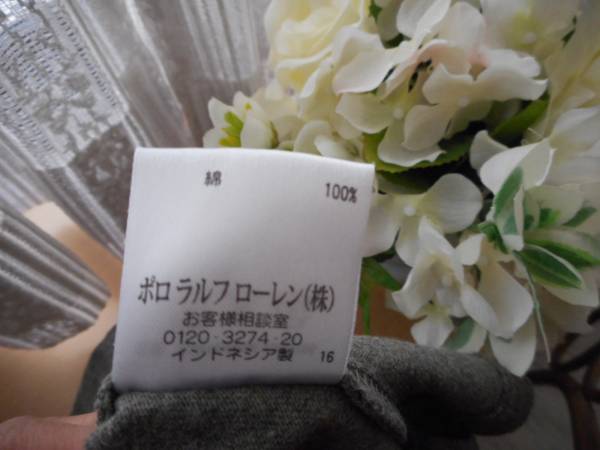 綿 100%
ポロ ラルフ ローレン(株)
お客様相談室
0120・3274・20
インドネシア製 16